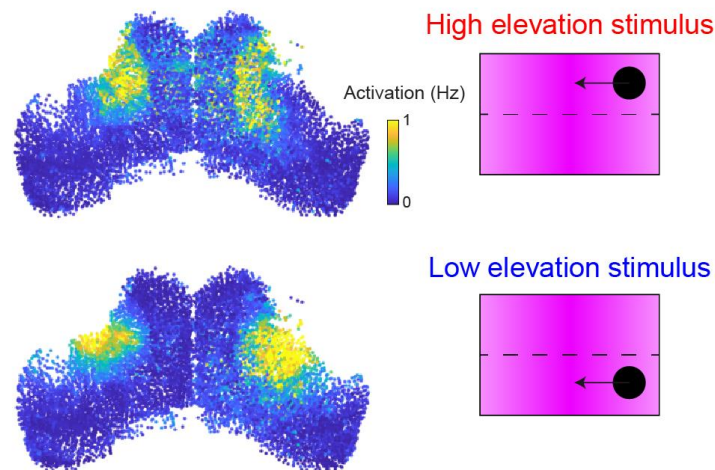 High elevation stimulus
Activation (Hz)
1
0
Low elevation stimulus